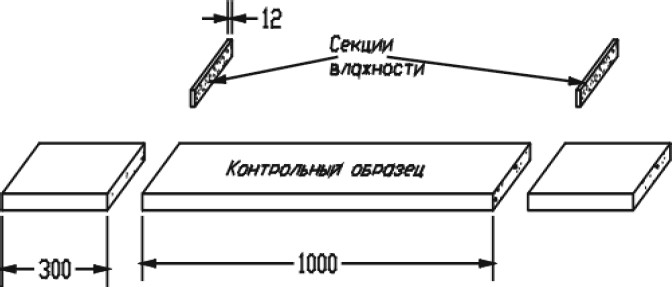 12
Секции
влажности
Контрольный образец
300
1000